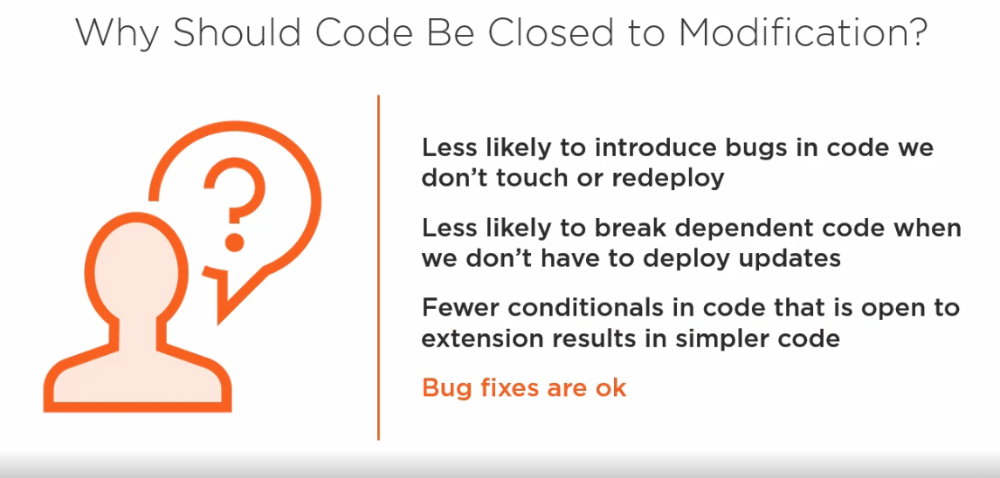 Why Should Code Be Closed to Modification?
Less likely to introduce bugs in code we
don’t touch or redeploy
Less likely to break dependent code when
we don’t have to deploy updates
Fewer conditionals in code that is open to
extension results in simpler code
Bug fixes are ok